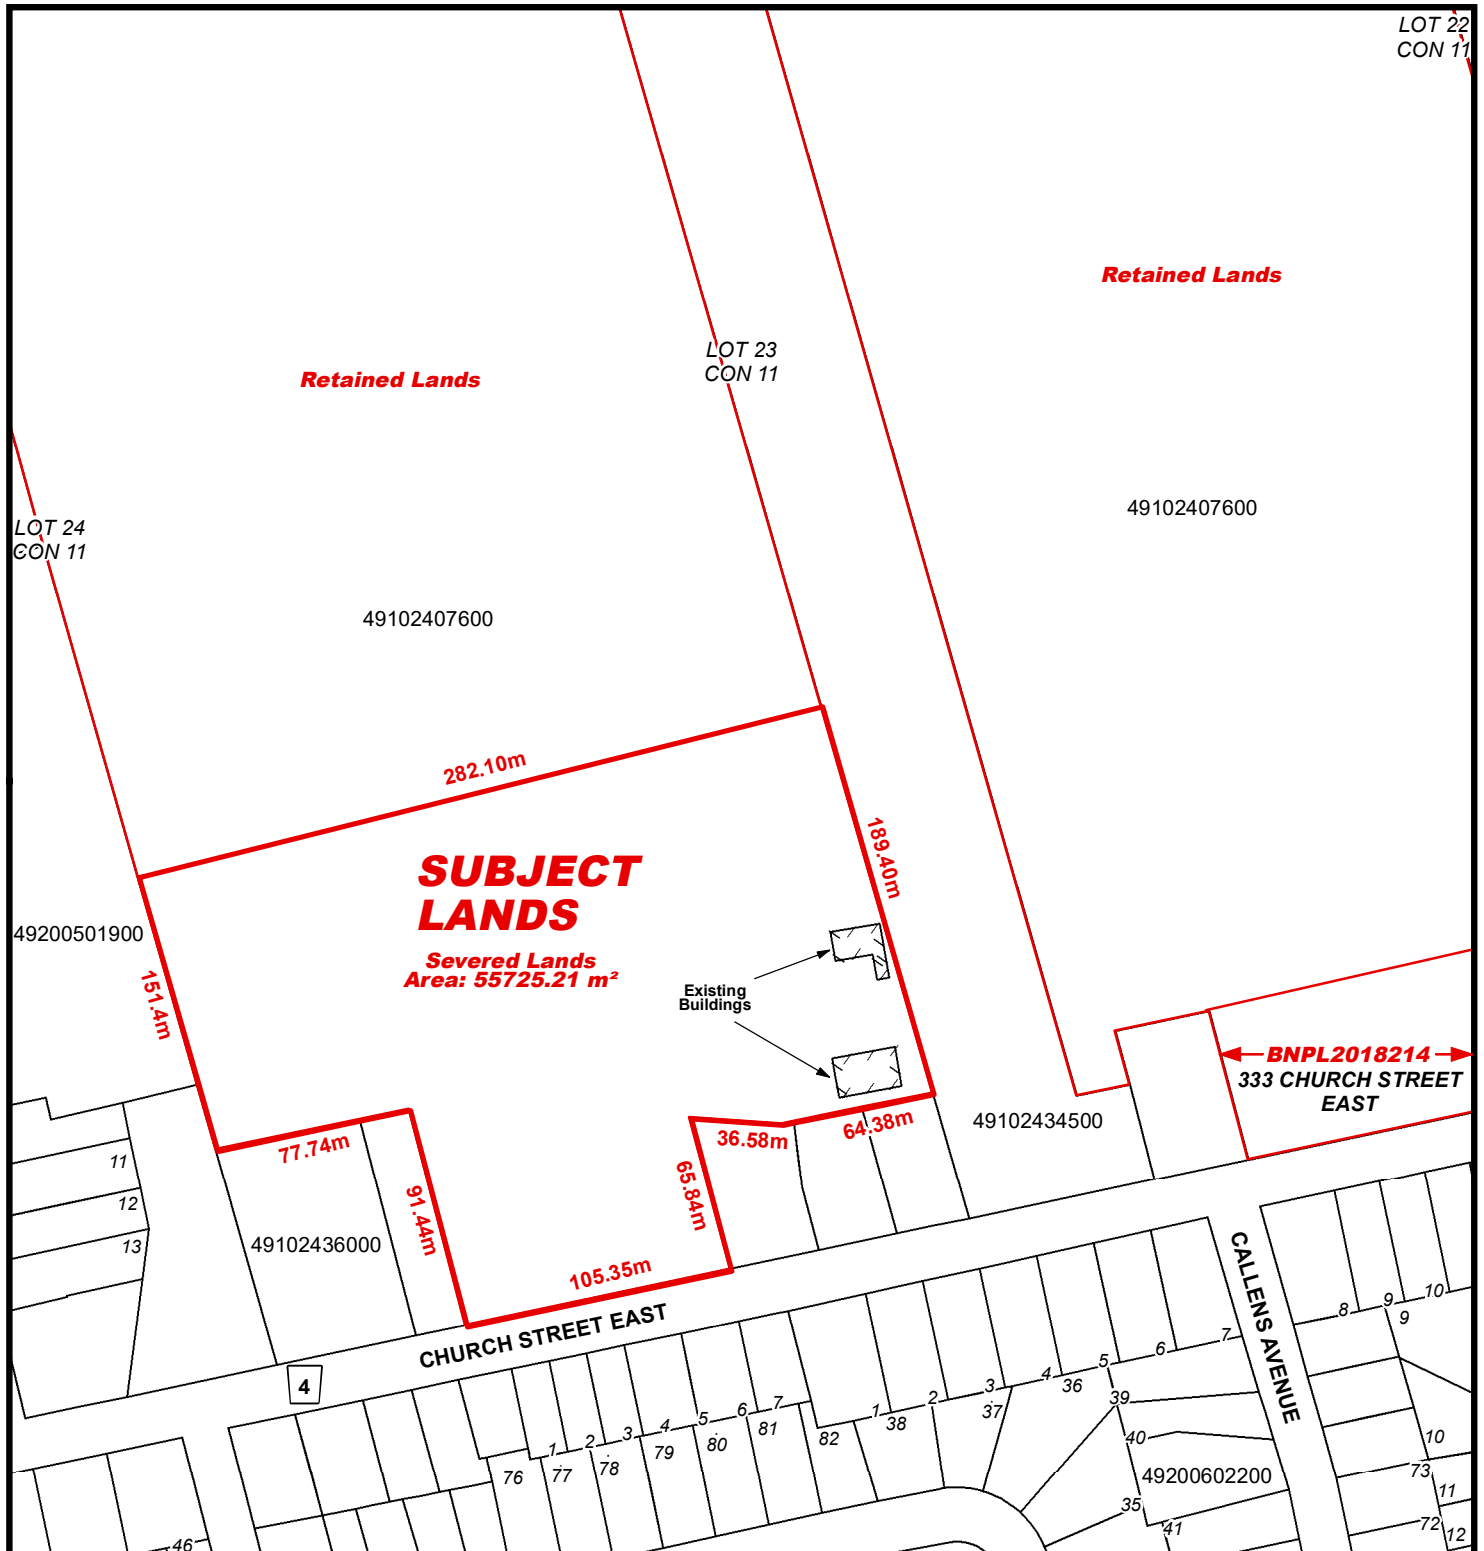 LOT 22
CON 11
Retained Lands
LOT 23
CON 11
Retained Lands
49102407600
LOT 24
CON 11
49102407600
282.10m
189.40m
SUBJECT
LANDS
49200501900
Severed Lands
Area: 55725.21 m²
151.4m
Existing
Buildings
BNPL2018214
333 CHURCH STREET
EAST
49102434500
64.38m
36.58m
77.74m
65.84m
91.44m
11
12
13
49102436000
105.35m
CHURCH STREET EAST
CALLENS AVENUE
4
1
2
3
4
5
6
7
1
2
3
4
5
6
7
8
9
10
9
76
77
78
79
80
81
82
38
37
36
39
40
49200602200
35
41
10
73
11
72
12
46